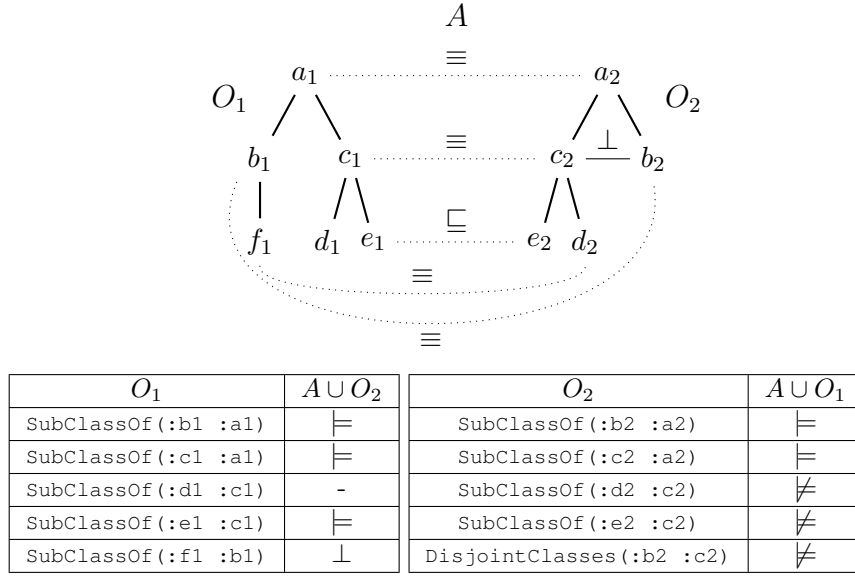 A
a₁ ≡ a₂
O₁ O₂
b₁ c₁ ≡ c₂ ⊥ b₂
f₁ d₁ e₁ ⊑ e₂ d₂
≡
≡
O₁ A ∪ O₂ O₂ A ∪ O₁
SubClassOf(:b1 :a1) ⊨ SubClassOf(:b2 :a2) ⊨
SubClassOf(:c1 :a1) ⊨ SubClassOf(:c2 :a2) ⊨
SubClassOf(:d1 :c1) - SubClassOf(:d2 :c2) ⊭
SubClassOf(:e1 :c1) ⊨ SubClassOf(:e2 :c2) ⊭
SubClassOf(:f1 :b1) ⊥ DisjointClasses(:b2 :c2) ⊭